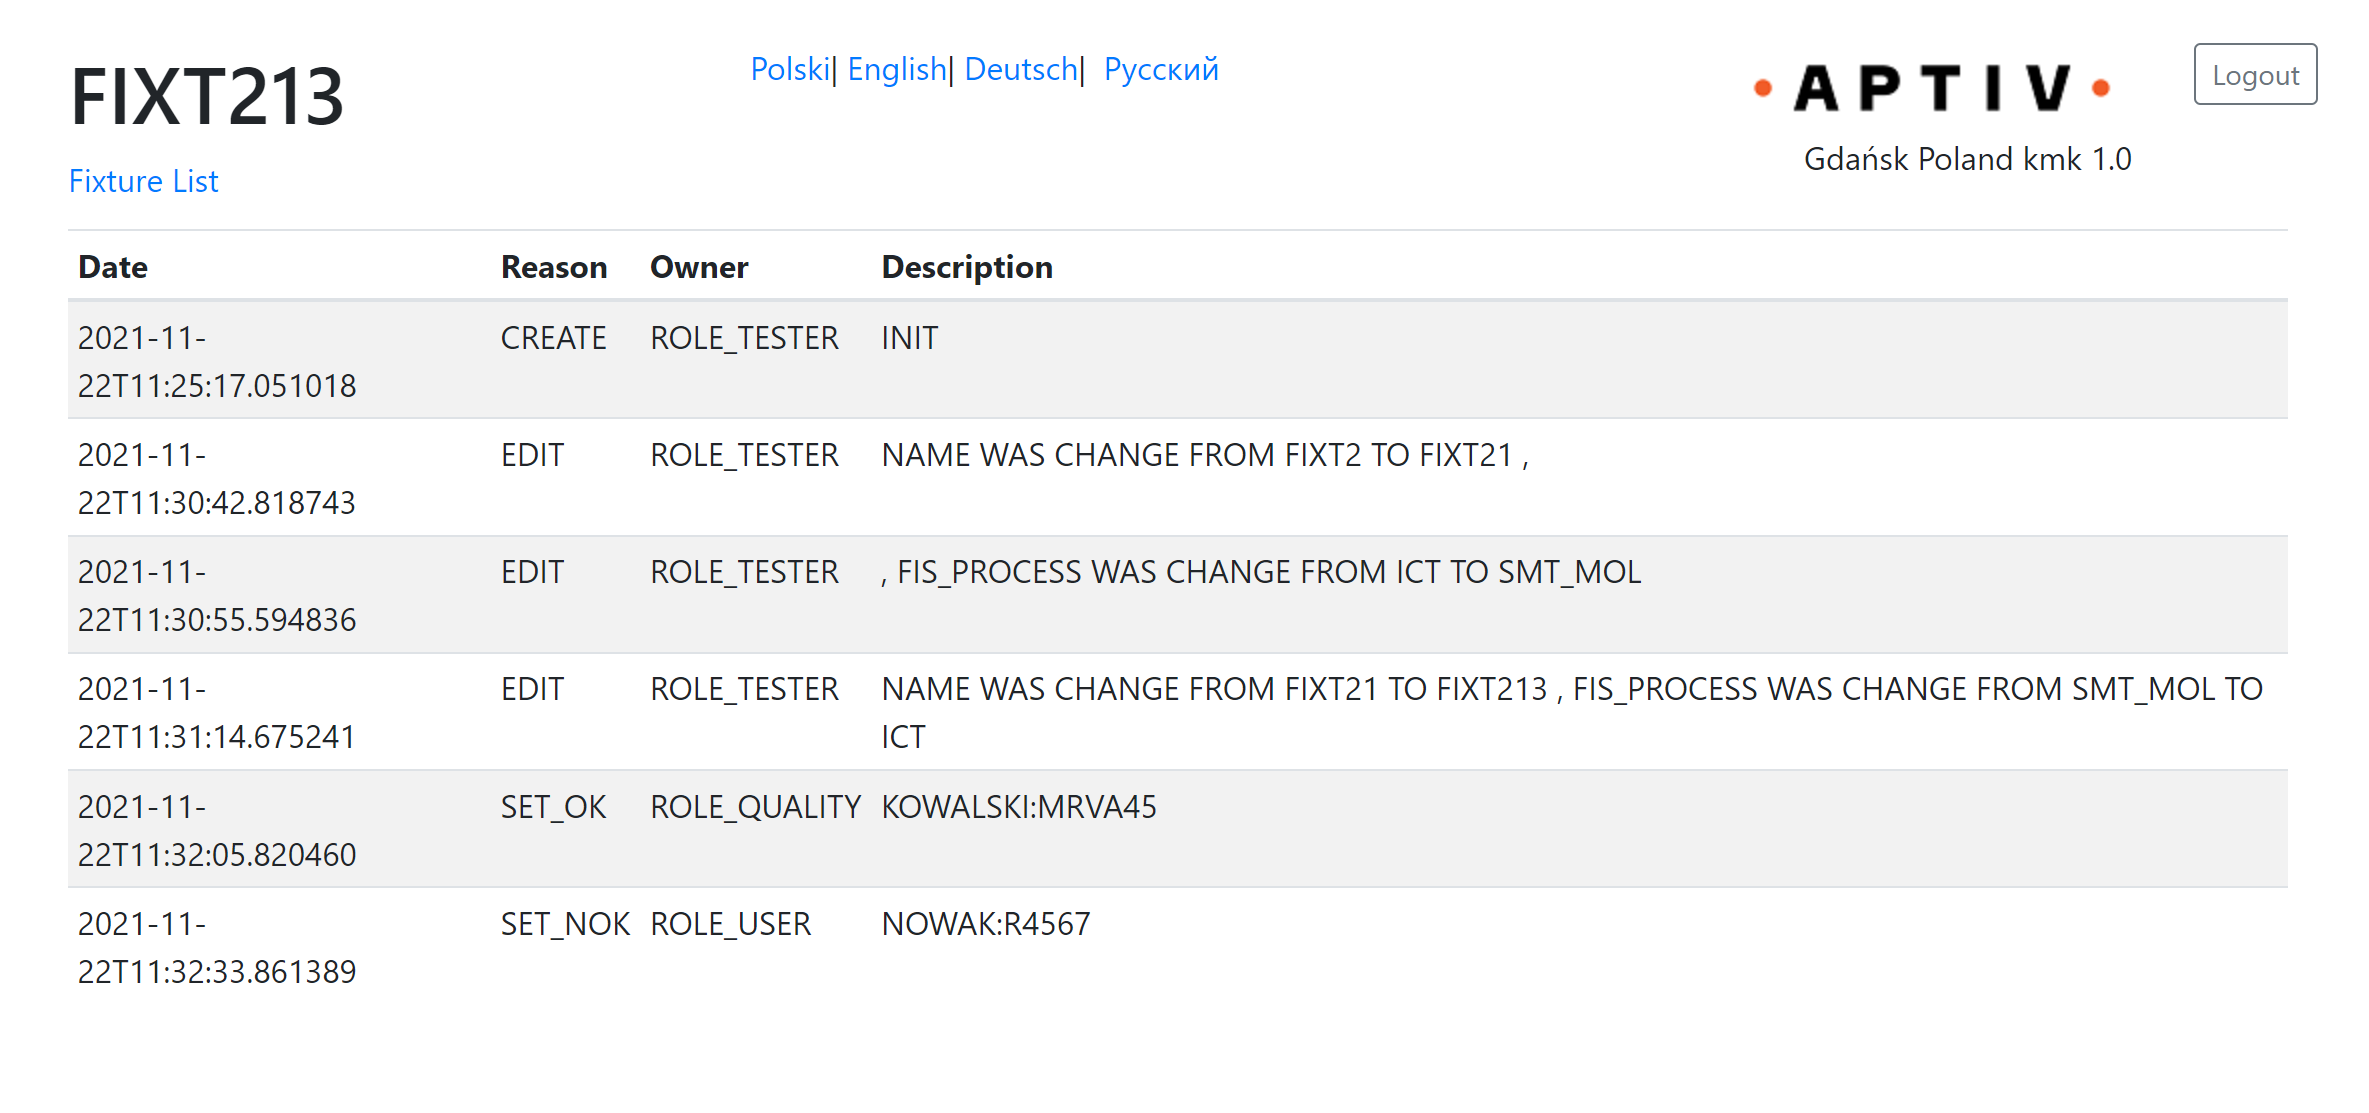 FIXT213
Polski| English| Deutsch| Русский
APTIV
Logout
Gdańsk Poland kmk 1.0
Fixture List
Date Reason Owner Description
2021-11- CREATE ROLE_TESTER INIT
22T11:25:17.051018
2021-11- EDIT ROLE_TESTER NAME WAS CHANGE FROM FIXT2 TO FIXT21 ,
22T11:30:42.818743
2021-11- EDIT ROLE_TESTER , FIS_PROCESS WAS CHANGE FROM ICT TO SMT_MOL
22T11:30:55.594836
2021-11- EDIT ROLE_TESTER NAME WAS CHANGE FROM FIXT21 TO FIXT213 , FIS_PROCESS WAS CHANGE FROM SMT_MOL TO
22T11:31:14.675241 ICT
2021-11- SET_OK ROLE_QUALITY KOWALSKI:MRVA45
22T11:32:05.820460
2021-11- SET_NOK ROLE_USER NOWAK:R4567
22T11:32:33.861389